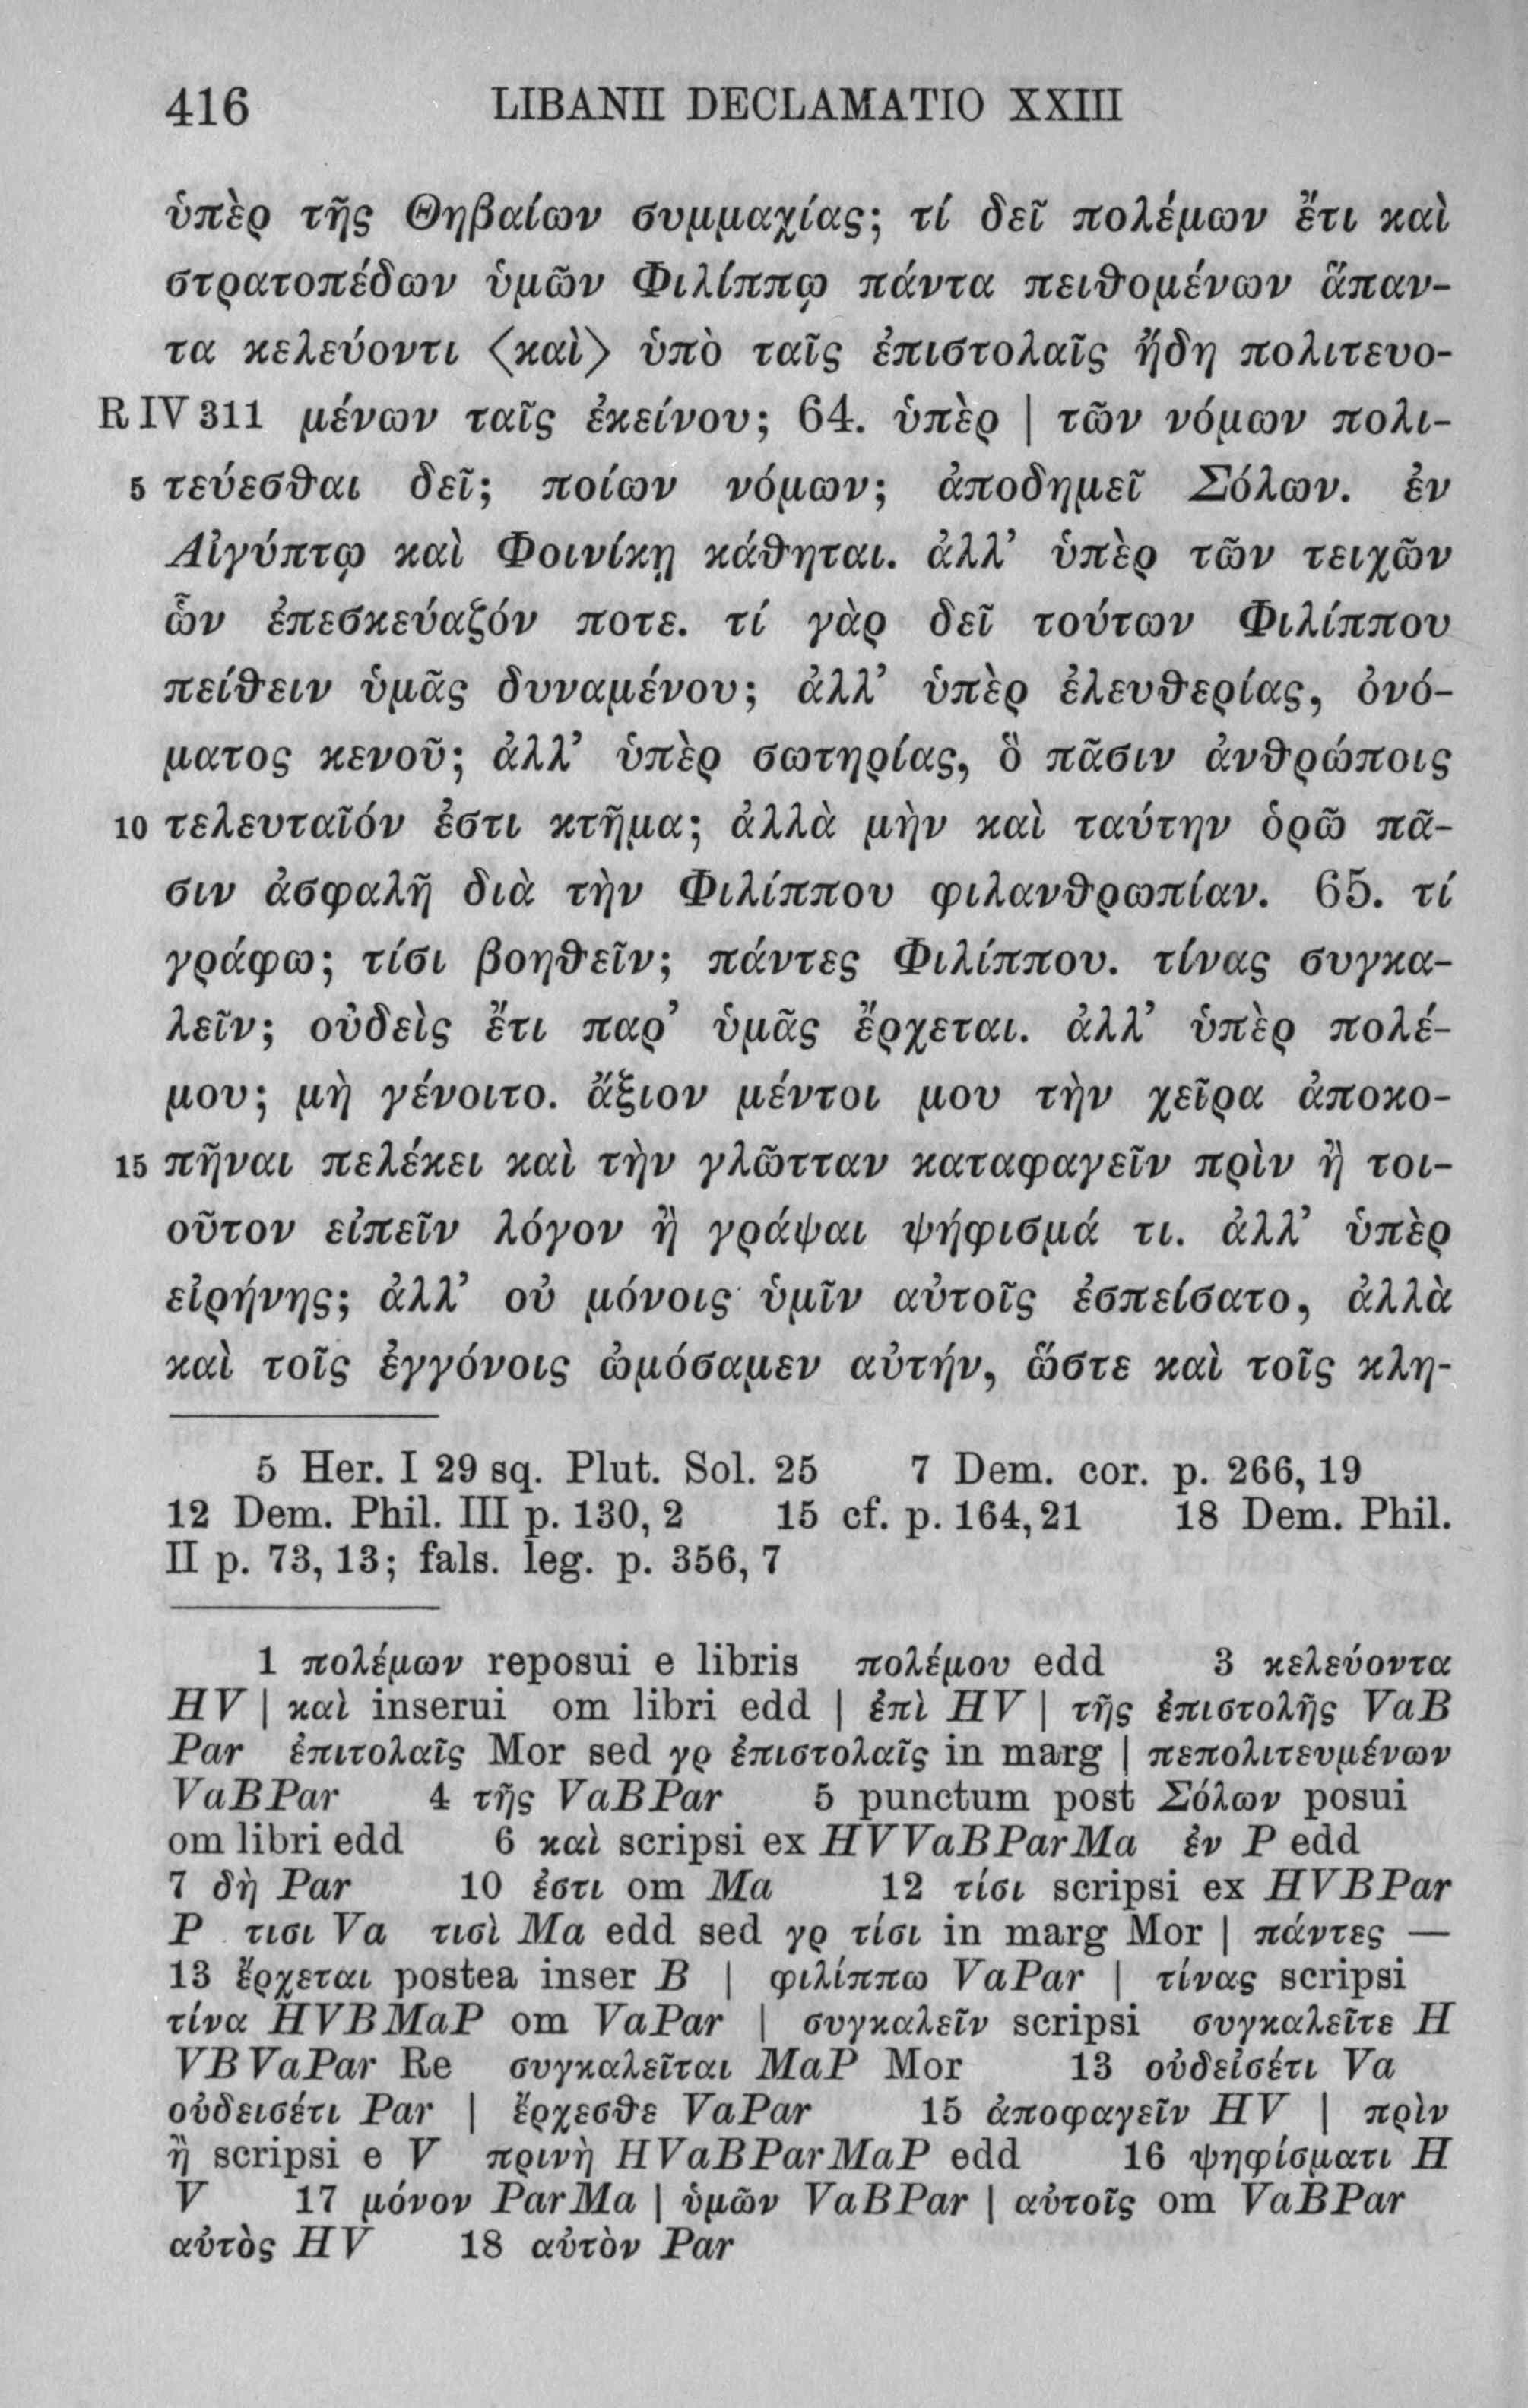 416 LIBANII DECLAMATIO XXIII
ὑπὲρ τῆς Θηβαίων συμμαχίας; τί δεῖ πολέμων ἔτι καὶ
στρατοπέδων ὑμῶν Φιλίππῳ πάντα πειθομένων ἅπαν-
τα κελεύοντι ⟨καὶ⟩ ὑπὸ ταῖς ἐπιστολαῖς ἤδη πολιτευο-
R IV 311 μένων ταῖς ἐκείνου; 64. ὑπὲρ | τῶν νόμων πολι-
5 τεύεσθαι δεῖ; ποίων νόμων; ἀποδημεῖ Σόλων. ἐν
Αἰγύπτῳ καὶ Φοινίκῃ κάθηται. ἀλλ’ ὑπὲρ τῶν τειχῶν
ὧν ἐπεσκεύαζόν ποτε. τί γὰρ δεῖ τούτων Φιλίππου
πείθειν ὑμᾶς δυναμένου; ἀλλ’ ὑπὲρ ἐλευθερίας, ὀνό-
ματος κενοῦ; ἀλλ’ ὑπὲρ σωτηρίας, ὃ πᾶσιν ἀνθρώποις
10 τελευταῖόν ἐστι κτῆμα; ἀλλὰ μὴν καὶ ταύτην ὁρῶ πᾶ-
σιν ἀσφαλῆ διὰ τὴν Φιλίππου φιλανθρωπίαν. 65. τί
γράφω; τίσι βοηθεῖν; πάντες Φιλίππου. τίνας συγκα-
λεῖν; οὐδεὶς ἔτι παρ’ ὑμᾶς ἔρχεται. ἀλλ’ ὑπὲρ πολέ-
μου; μὴ γένοιτο. ἄξιον μέντοι μου τὴν χεῖρα ἀποκο-
15 πῆναι πελέκει καὶ τὴν γλῶτταν καταφαγεῖν πρὶν ἢ τοι-
οῦτον εἰπεῖν λόγον ἢ γράψαι ψήφισμά τι. ἀλλ’ ὑπὲρ
εἰρήνης; ἀλλ’ οὐ μόνοις ὑμῖν αὐτοῖς ἐσπείσατο, ἀλλὰ
καὶ τοῖς ἐγγόνοις ὠμόσαμεν αὐτήν, ὥστε καὶ τοῖς κλη-
5 Her. I 29 sq. Plut. Sol. 25 7 Dem. cor. p. 266, 19
12 Dem. Phil. III p. 130, 2 15 cf. p. 164, 21 18 Dem. Phil.
II p. 73, 13; fals. leg. p. 356, 7
1 πολέμων reposui e libris πολέμου edd 3 κελεύοντα
HV | καὶ inserui om libri edd | ἐπὶ HV | τῆς ἐπιστολῆς VaB
Par ἐπιτολαῖς Mor sed γρ ἐπιστολαῖς in marg | πεπολιτευμένων
VaBPar 4 τῆς VaBPar 5 punctum post Σόλων posui
om libri edd 6 καὶ scripsi ex HVVaBParMa ἐν P edd
7 δὴ Par 10 ἐστι om Ma 12 τίσι scripsi ex HVBPar
P τισι Va τισὶ Ma edd sed γρ τίσι in marg Mor | πάντες —
13 ἔρχεται postea inser B | φιλίππω VaPar | τίνας scripsi
τίνα HVBMaP om VaPar | συγκαλεῖν scripsi συγκαλεῖτε H
VBVaPar Re συγκαλεῖται MaP Mor 13 οὐδεἰσέτι Va
οὐδεισέτι Par | ἔρχεσθε VaPar 15 ἀποφαγεῖν HV | πρὶν
ἢ scripsi e V πρινὴ HVaBParMaP edd 16 ψηφίσματι H
V 17 μόνον ParMa | ὑμῶν VaBPar | αὐτοῖς om VaBPar
αὐτὸς HV 18 αὐτὸν Par